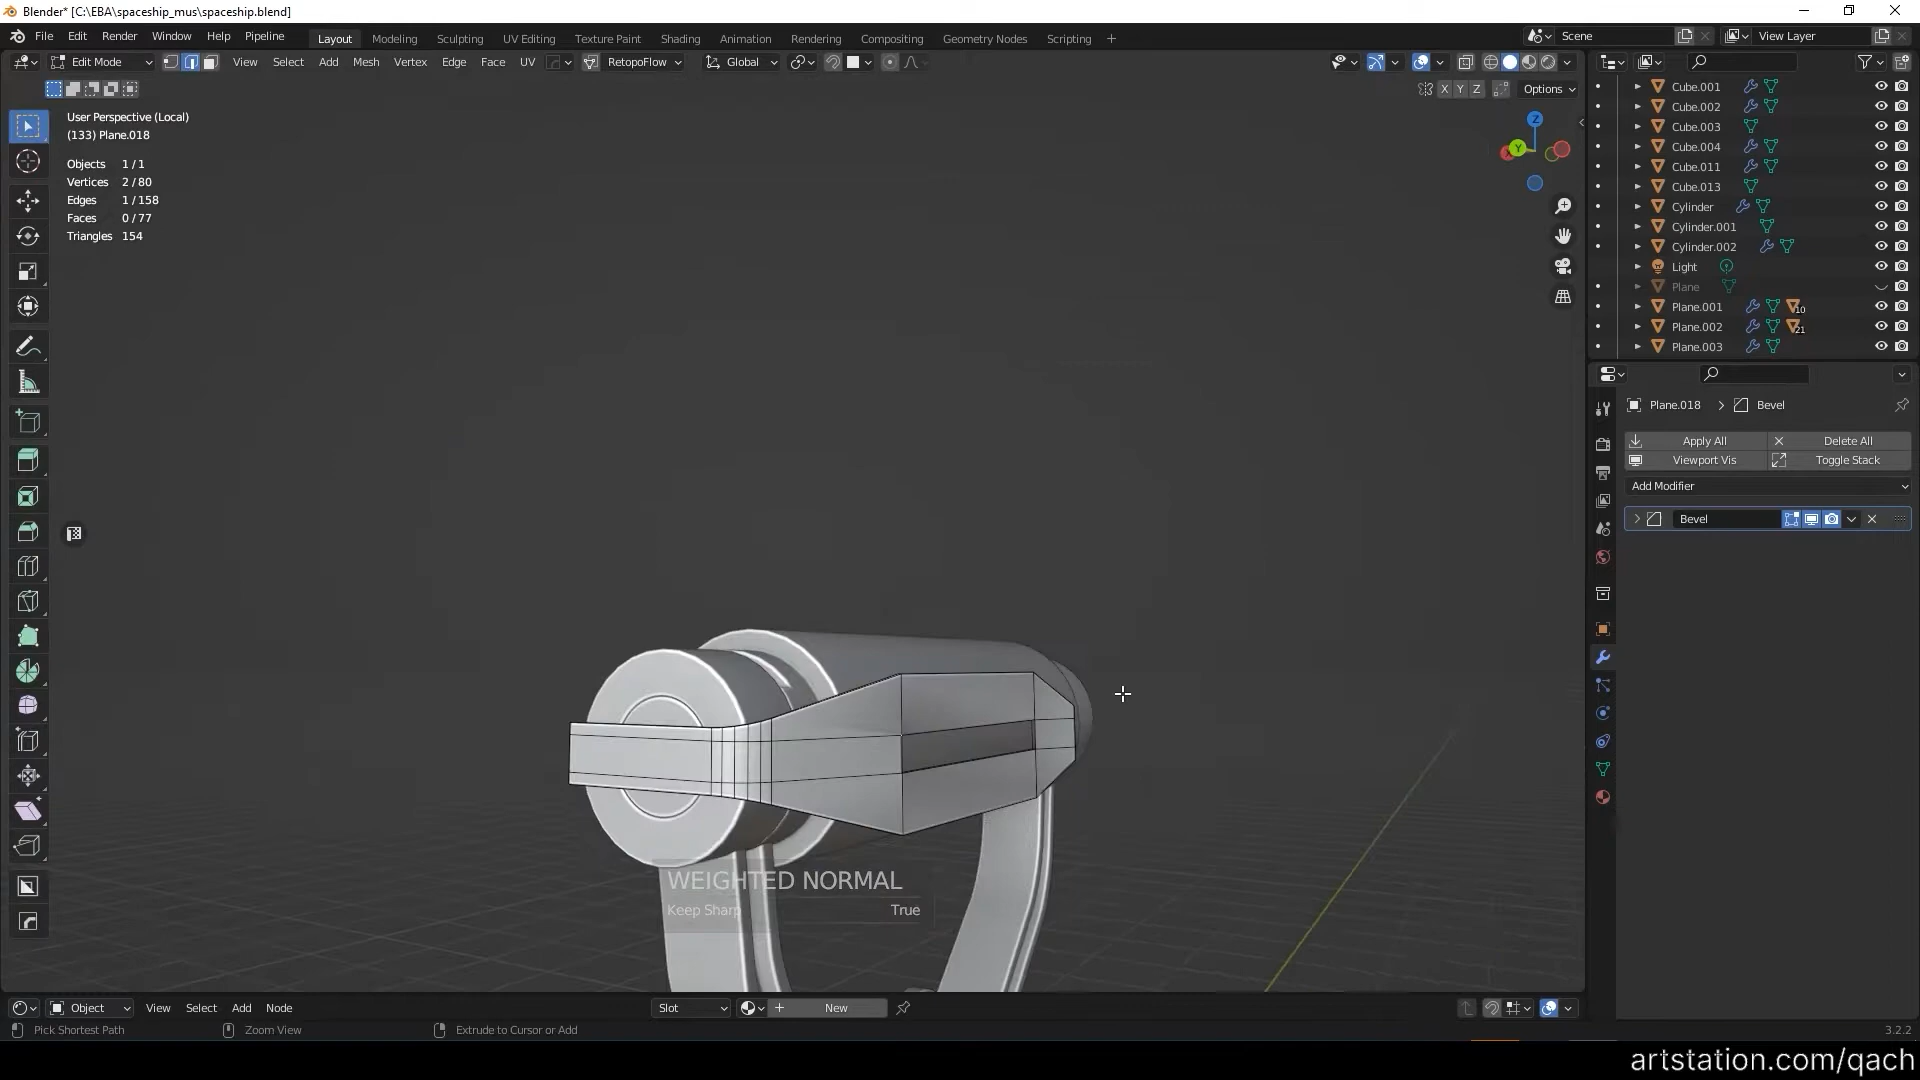 Blender* [C:\EBA\spaceship_mus\spaceship.blend]
File Edit Render Window Help Pipeline Layout Modeling Sculpting UV Editing Texture Paint Shading Animation Rendering Compositing Geometry Nodes Scripting + Scene View Layer
Edit Mode View Select Add Mesh Vertex Edge Face UV RetopoFlow Global
X Y Z Options
User Perspective (Local)
(133) Plane.018
Objects 1/1
Vertices 2/80
Edges 1/158
Faces 0/77
Triangles 154
Z
Y
Cube.001
Cube.002
Cube.003
Cube.004
Cube.011
Cube.013
Cylinder
Cylinder.001
Cylinder.002
Light
Plane
Plane.001 10
Plane.002 21
Plane.003
Plane.018 > Bevel
Apply All Delete All
Viewport Vis Toggle Stack
Add Modifier
Bevel
WEIGHTED NORMAL
Keep Sharp True
Object View Select Add Node Slot New
Pick Shortest Path Zoom View Extrude to Cursor or Add 3.2.2
artstation.com/qach